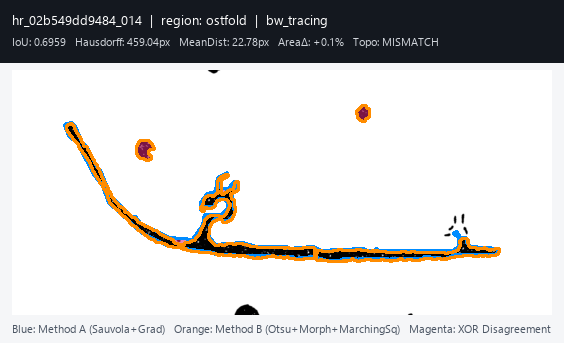 hr_02b549dd9484_014 | region: ostfold | bw_tracing
IoU: 0.6959 Hausdorff: 459.04px MeanDist: 22.78px AreaΔ: +0.1% Topo: MISMATCH
Blue: Method A (Sauvola+Grad) Orange: Method B (Otsu+Morph+MarchingSq) Magenta: XOR Disagreement